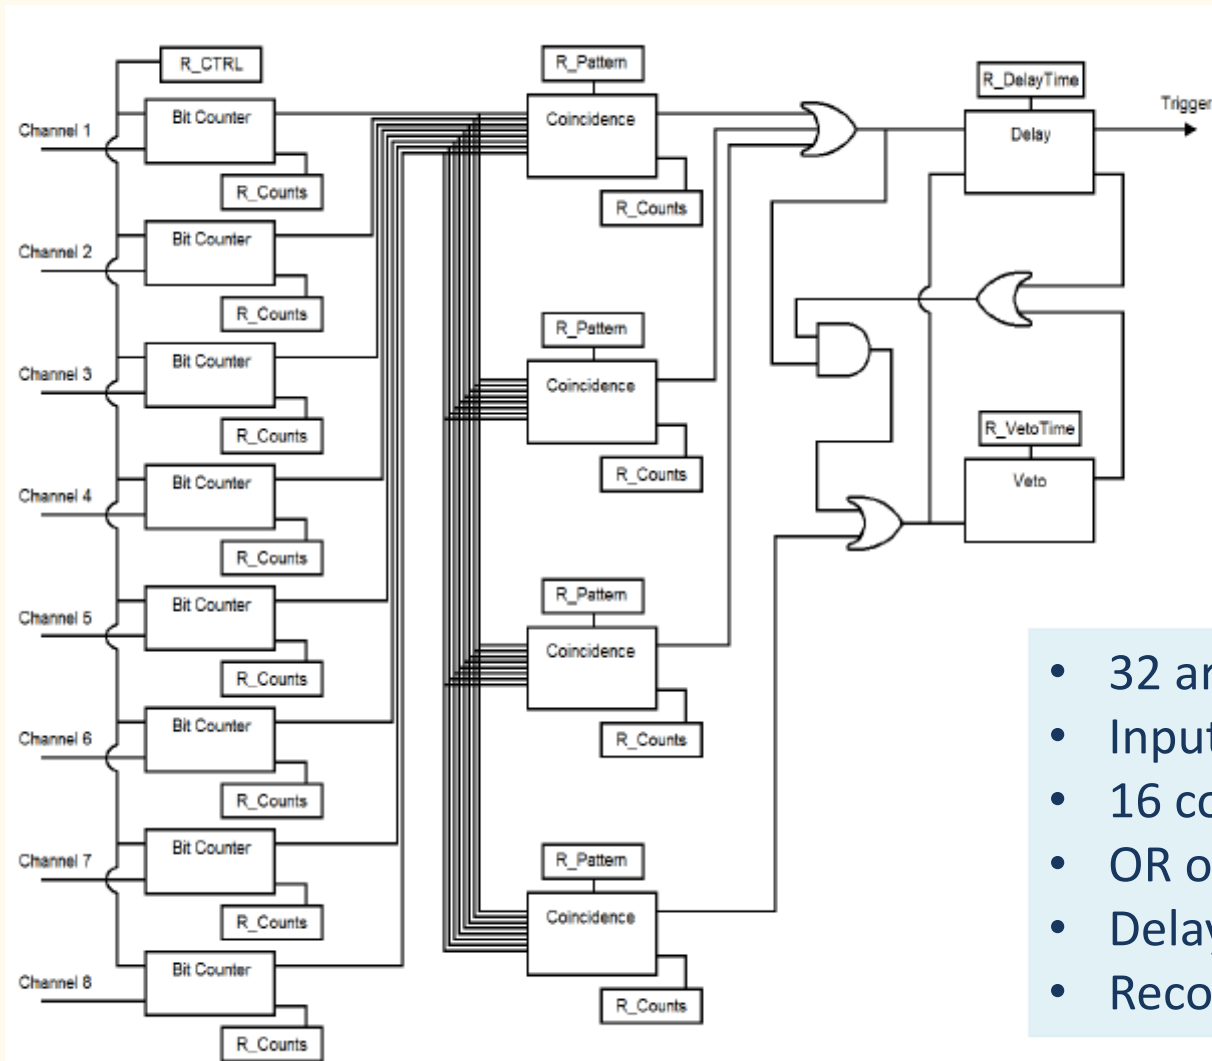 R_CTRL
Channel 1
Bit Counter
R_Counts
Channel 2
Bit Counter
R_Counts
Channel 3
Bit Counter
R_Counts
Channel 4
Bit Counter
R_Counts
Channel 5
Bit Counter
R_Counts
Channel 6
Bit Counter
R_Counts
Channel 7
Bit Counter
R_Counts
Channel 8
Bit Counter
R_Counts
R_Pattern
Coincidence
R_Counts
R_Pattern
Coincidence
R_Counts
R_Pattern
Coincidence
R_Counts
R_Pattern
Coincidence
R_Counts
R_DelayTime
Delay
Trigger
R_VetoTime
Veto
• 32
•
• 16
• OR
•
•